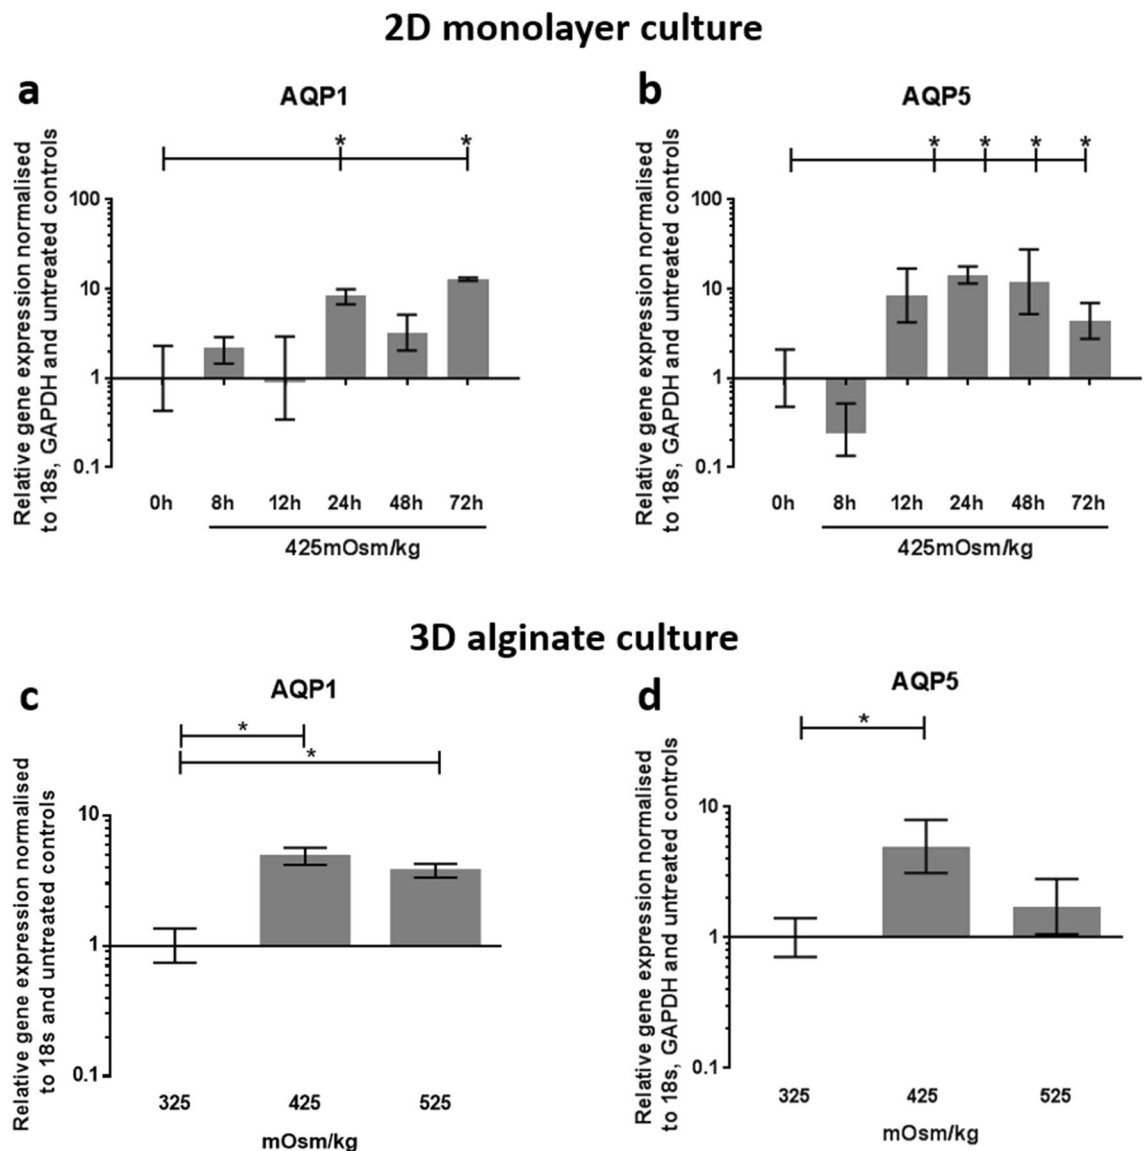 2D monolayer culture
a
AQP1
* *
Relative gene expression normalised
to 18s, GAPDH and untreated controls
100
10
1
0.1
0h 8h 12h 24h 48h 72h
425mOsm/kg
b
AQP5
* * * *
Relative gene expression normalised
to 18s, GAPDH and untreated controls
100
10
1
0.1
0h 8h 12h 24h 48h 72h
425mOsm/kg
3D alginate culture
c
AQP1
*
*
Relative gene expression normalised
to 18s and untreated controls
10
1
0.1
325 425 525
mOsm/kg
d
AQP5
*
Relative gene expression normalised
to 18s, GAPDH and untreated controls
10
1
0.1
325 425 525
mOsm/kg